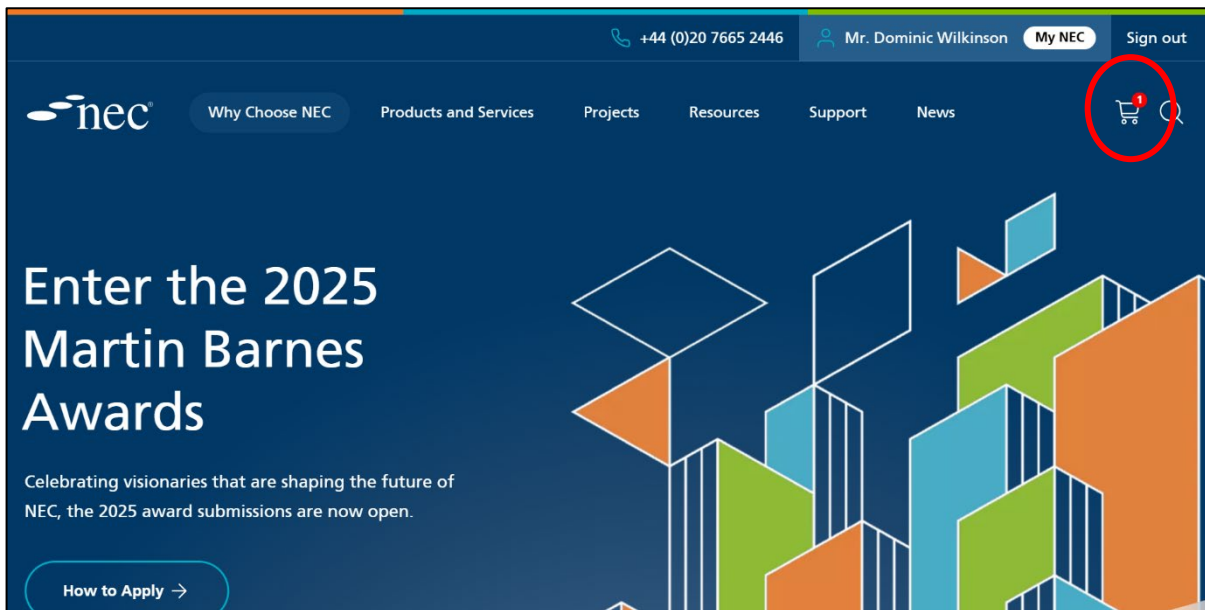 +44 (0)20 7665 2446 Mr. Dominic Wilkinson My NEC Sign out
nec® Why Choose NEC Products and Services Projects Resources Support News 1
Enter the 2025
Martin Barnes
Awards
Celebrating visionaries that are shaping the future of
NEC, the 2025 award submissions are now open.
How to Apply →